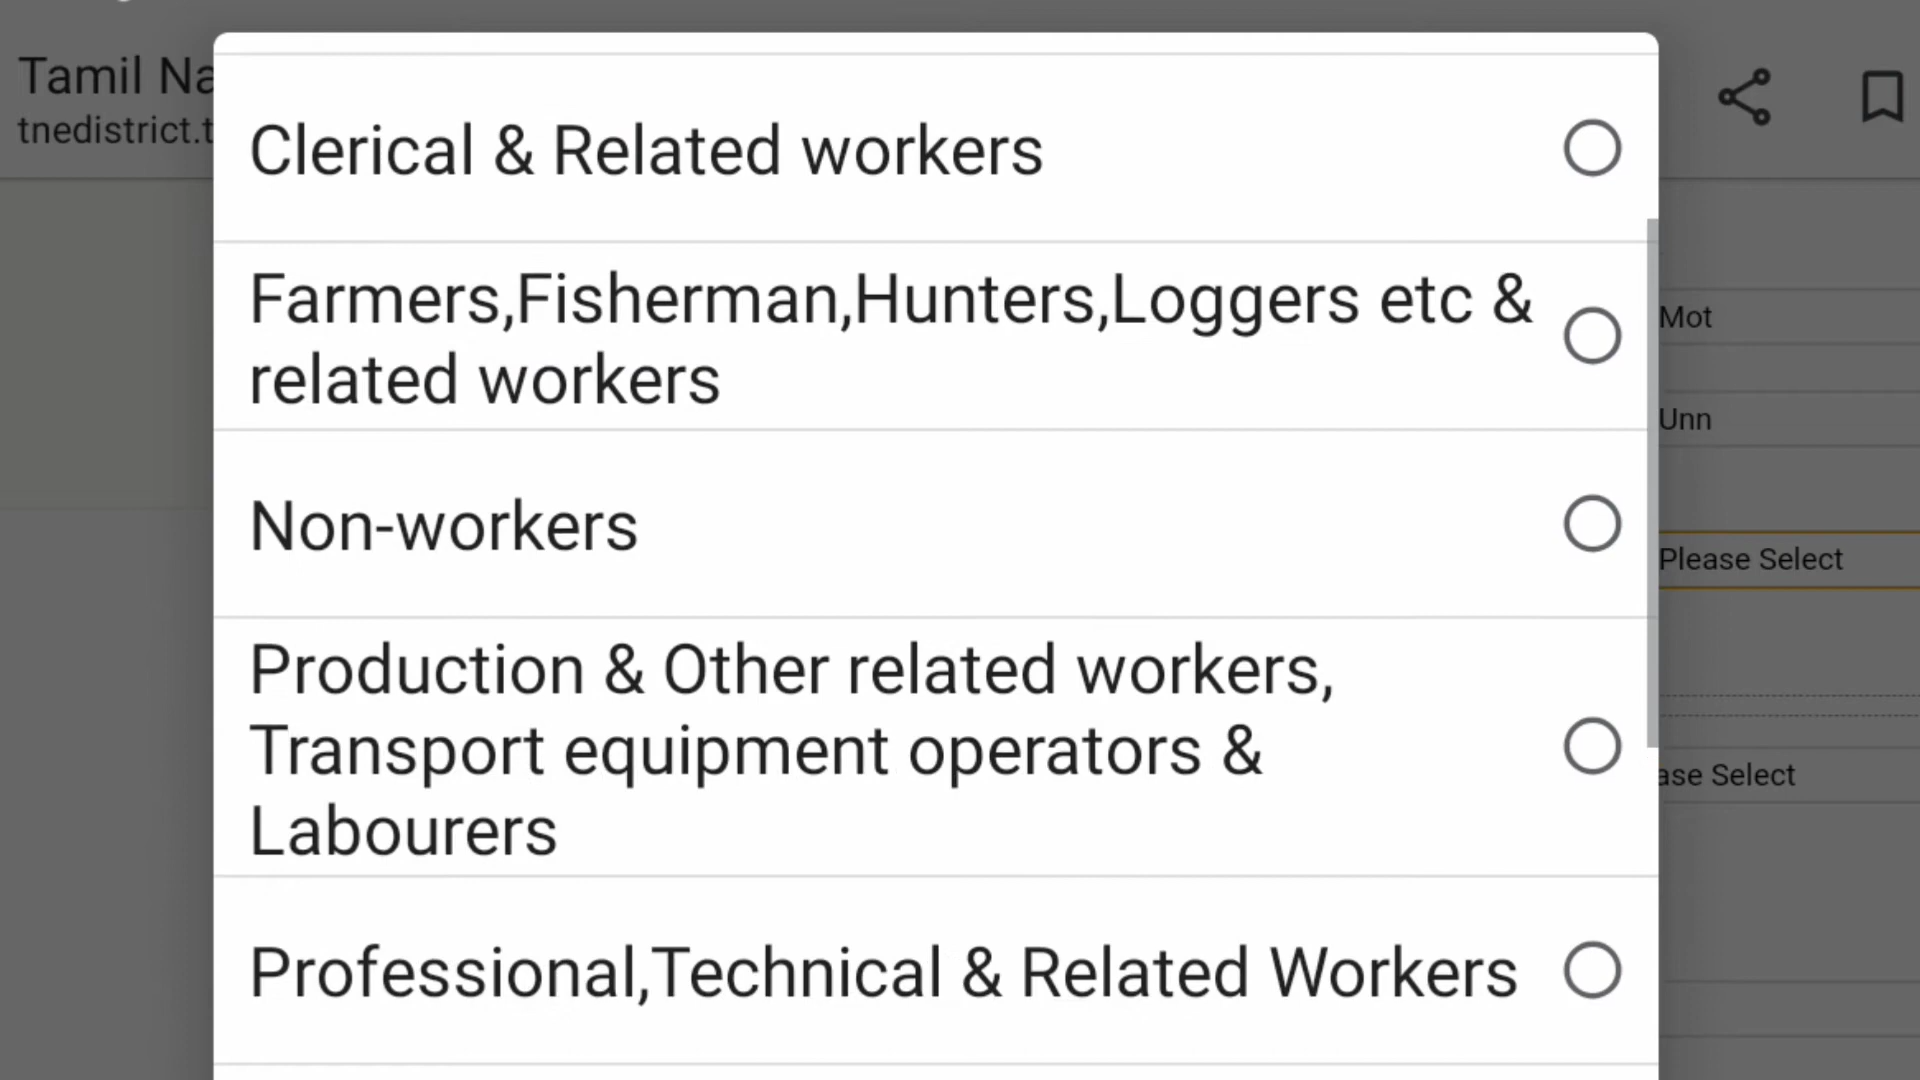 Tamil Na
tnedistrict.t
Clerical & Related workers
Farmers,Fisherman,Hunters,Loggers etc &
related workers
Non-workers
Production & Other related workers,
Transport equipment operators &
Labourers
Professional,Technical & Related Workers
Mot
Unn
Please Select
ase Select